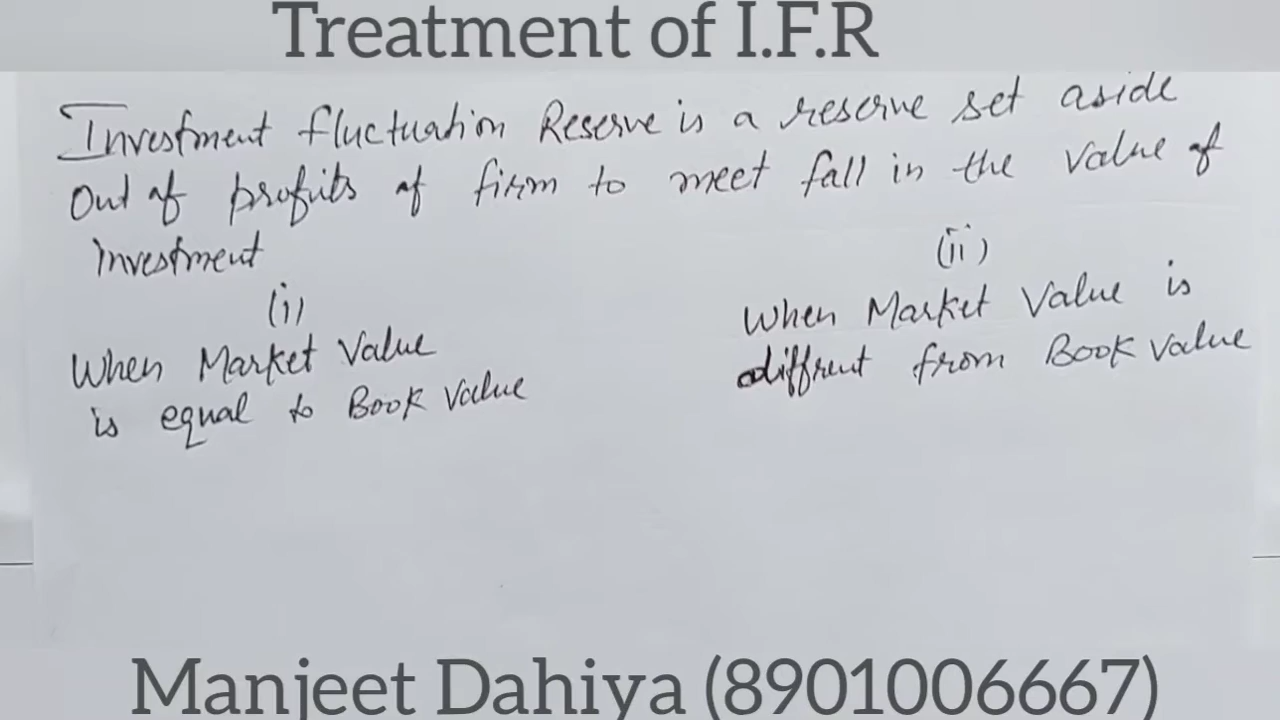 Treatment of I.F.R
Investment fluctuation Reserve is a reserve set aside
Out of profits of firm to meet fall in the value of
Investment
(i)
When Market Value
is equal to Book value
(ii)
When Market Value is
diffrent from Book value
Manjeet Dahiya (8901006667)